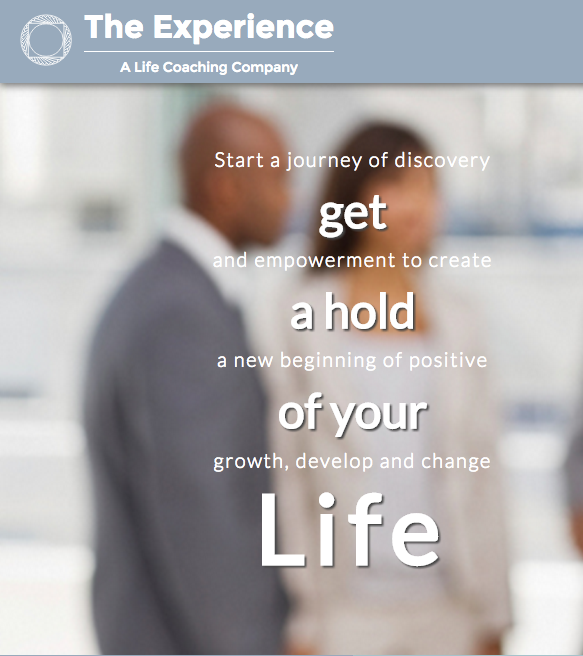 The Experience
A Life Coaching Company
Start a journey of discovery
get
and empowerment to create
a hold
a new beginning of positive
of your
growth, develop and change
Life